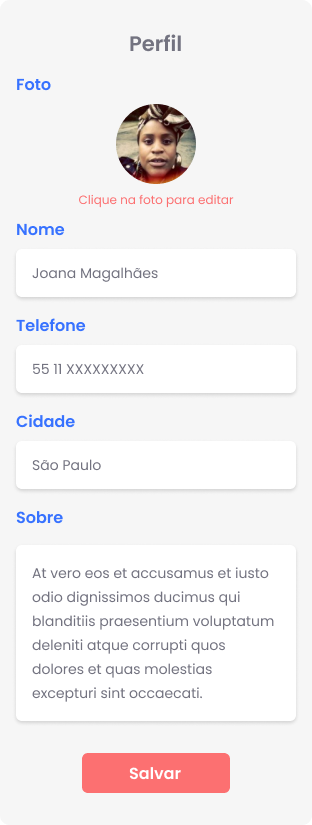 Perfil
Foto
Clique na foto para editar
Nome
Joana Magalhães
Telefone
55 11 XXXXXXXXX
Cidade
São Paulo
Sobre
At vero eos et accusamus et iusto
odio dignissimos ducimus qui
blanditiis praesentium voluptatum
deleniti atque corrupti quos
dolores et quas molestias
excepturi sint occaecati.
Salvar